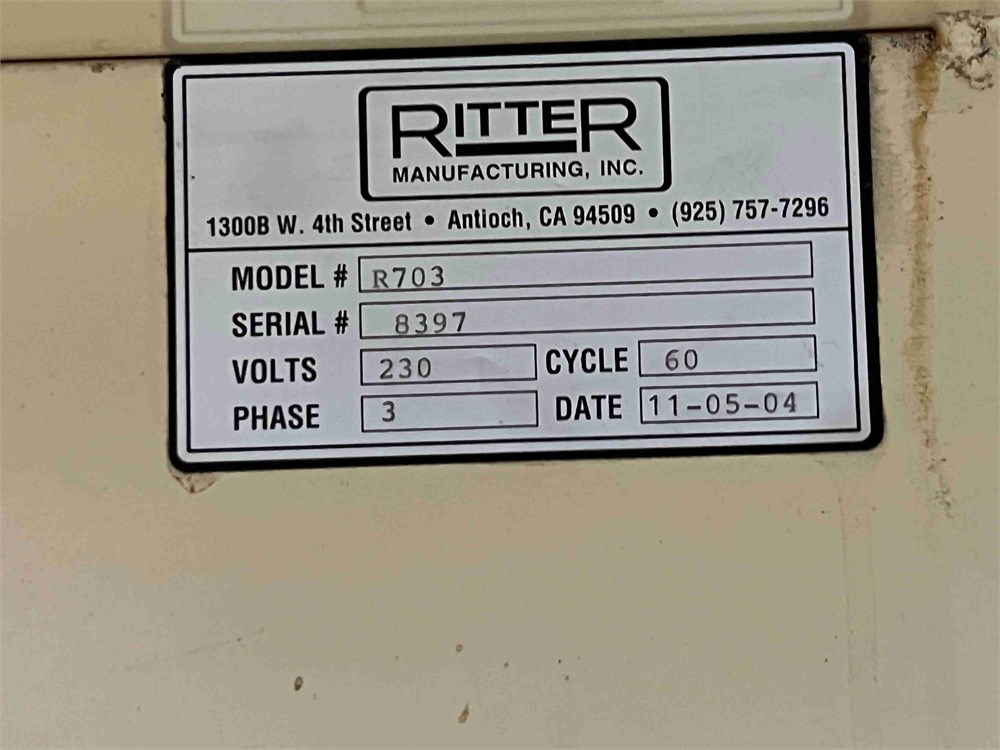 RITTER
MANUFACTURING, INC.
1300B W. 4th Street • Antioch, CA 94509 • (925) 757-7296
MODEL # R703
SERIAL # 8397
VOLTS 230 CYCLE 60
PHASE 3 DATE 11-05-04